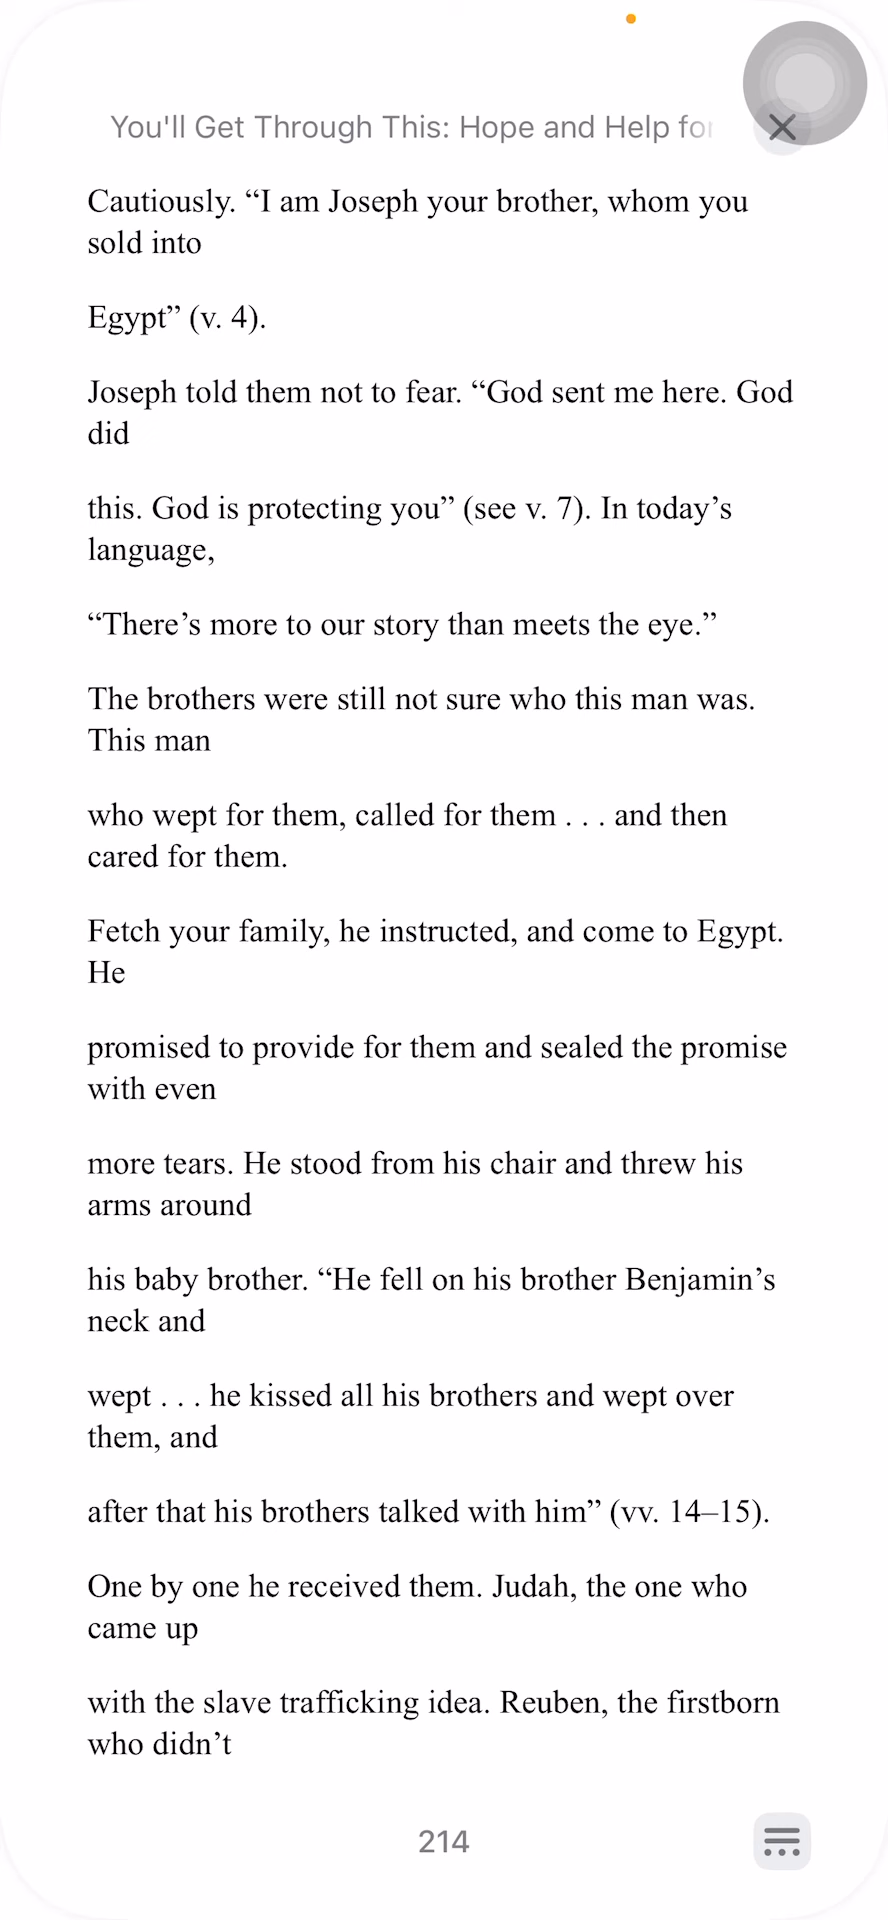 You'll Get Through This: Hope and Help for
Cautiously. “I am Joseph your brother, whom you
sold into
Egypt” (v. 4).
Joseph told them not to fear. “God sent me here. God
did
this. God is protecting you” (see v. 7). In today’s
language,
“There’s more to our story than meets the eye.”
The brothers were still not sure who this man was.
This man
who wept for them, called for them . . . and then
cared for them.
Fetch your family, he instructed, and come to Egypt.
He
promised to provide for them and sealed the promise
with even
more tears. He stood from his chair and threw his
arms around
his baby brother. “He fell on his brother Benjamin’s
neck and
wept . . . he kissed all his brothers and wept over
them, and
after that his brothers talked with him” (vv. 14–15).
One by one he received them. Judah, the one who
came up
with the slave trafficking idea. Reuben, the firstborn
who didn’t
214